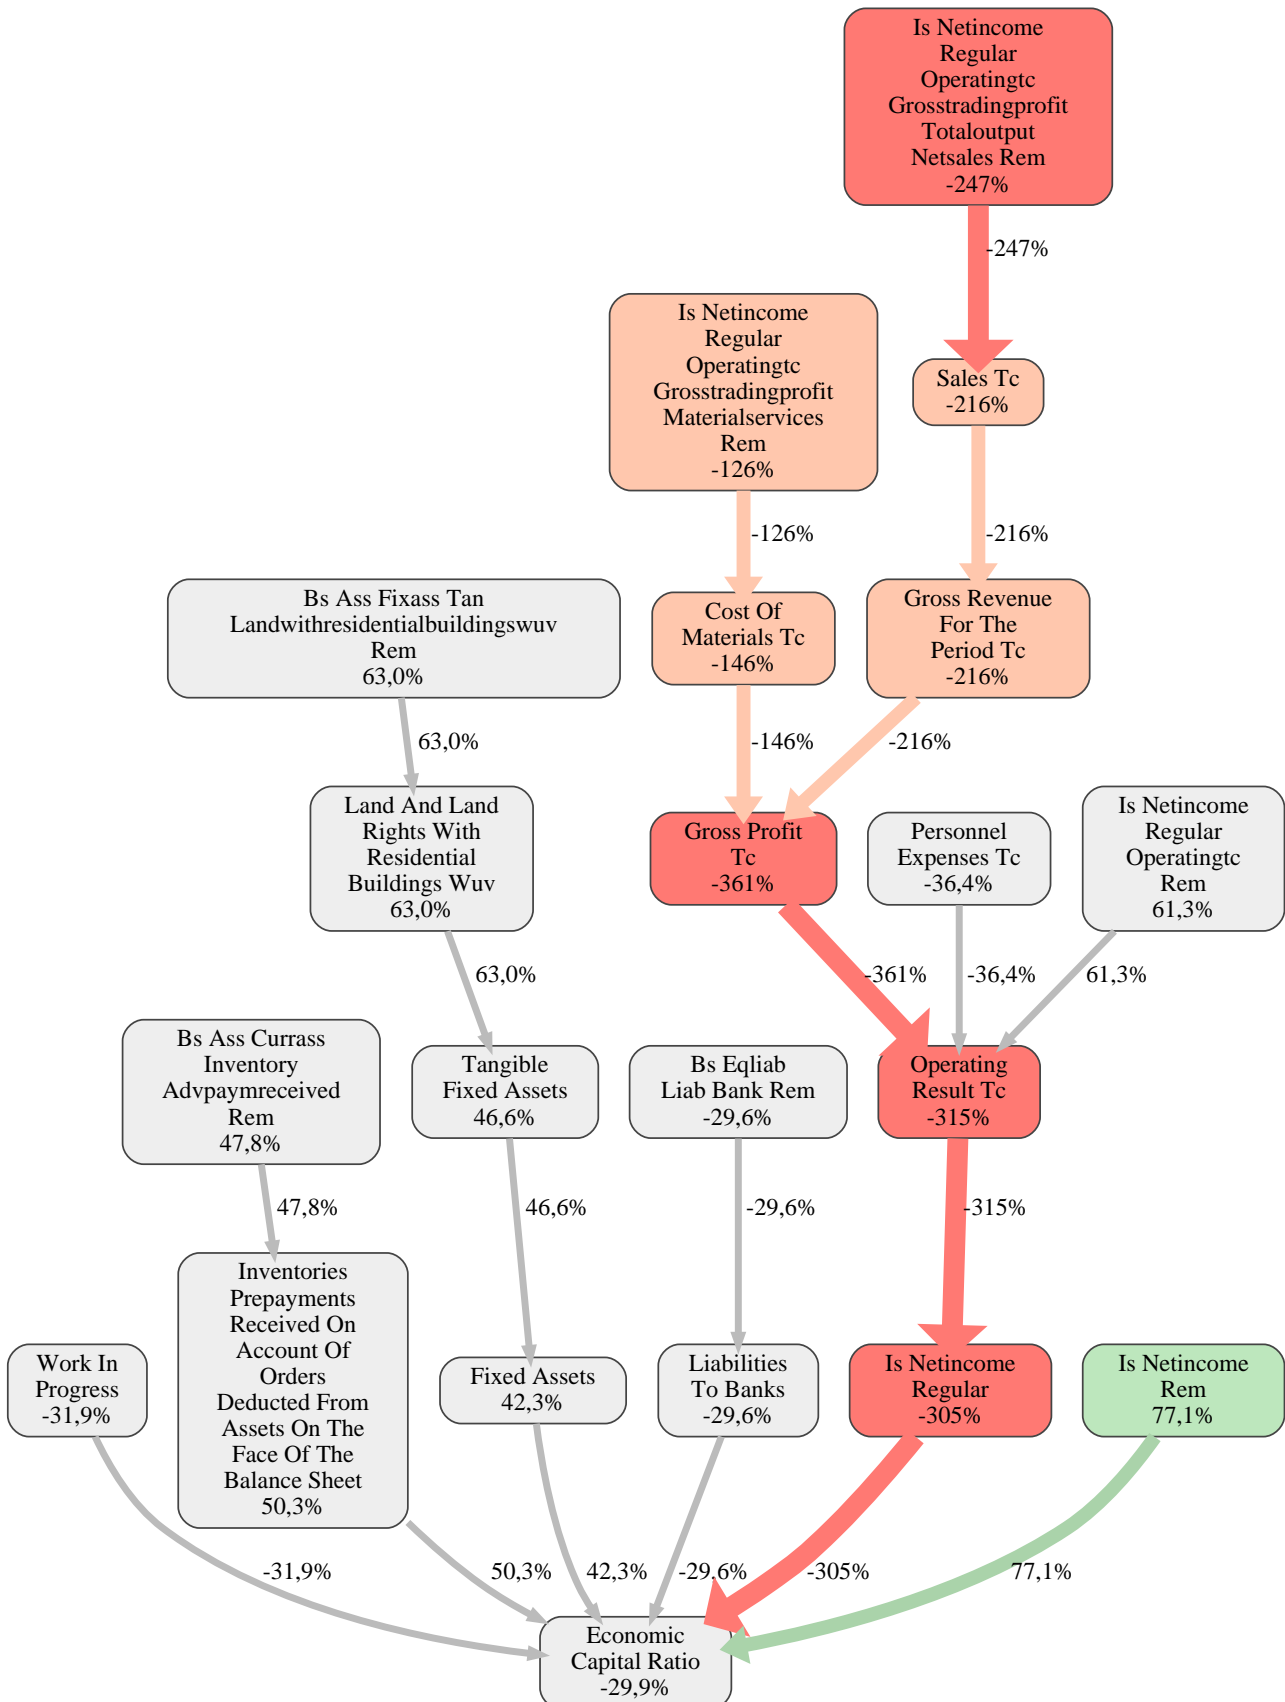 Is Netincome
Regular
Operatingtc
Grosstradingprofit
Totaloutput
Netsales Rem
-247%
-247%
Is Netincome
Regular
Operatingtc
Grosstradingprofit
Materialservices
Rem
-126%
Sales Tc
-216%
-126%
-216%
Bs Ass Fixass Tan
Landwithresidentialbuildingswuv
Rem
63,0%
Cost Of
Materials Tc
-146%
Gross Revenue
For The
Period Tc
-216%
63,0%
-146%
-216%
Land And Land
Rights With
Residential
Buildings Wuv
63,0%
Gross Profit
Tc
-361%
Personnel
Expenses Tc
-36,4%
Is Netincome
Regular
Operatingtc
Rem
61,3%
63,0%
-361%
-36,4%
61,3%
Bs Ass Currass
Inventory
Advpaymreceived
Rem
47,8%
Tangible
Fixed Assets
46,6%
Bs Eqliab
Liab Bank Rem
-29,6%
Operating
Result Tc
-315%
47,8%
46,6%
-29,6%
-315%
Work In
Progress
-31,9%
Inventories
Prepayments
Received On
Account Of
Orders
Deducted From
Assets On The
Face Of The
Balance Sheet
50,3%
Fixed Assets
42,3%
Liabilities
To Banks
-29,6%
Is Netincome
Regular
-305%
Is Netincome
Rem
77,1%
-31,9%
50,3%
42,3%
-29,6%
-305%
77,1%
Economic
Capital Ratio
-29,9%